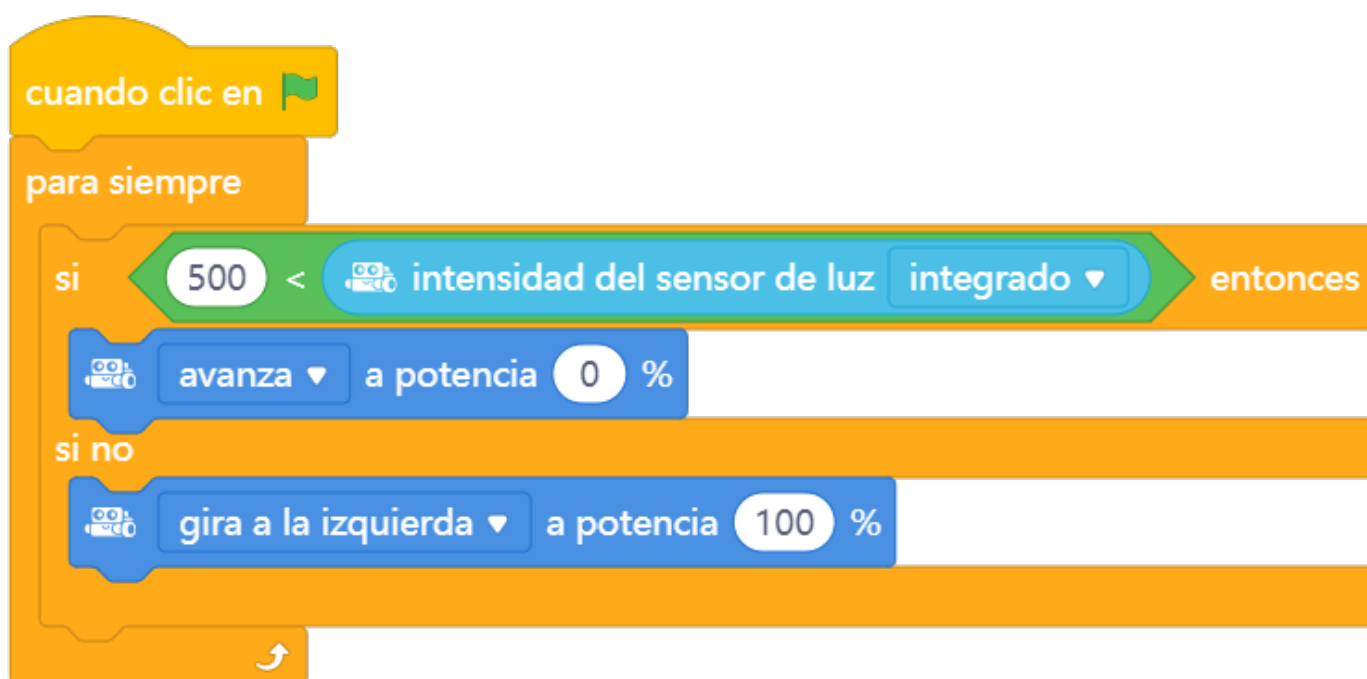 cuando clic en
para siempre
si 500 < intensidad del sensor de luz integrado entonces
avanza a potencia 0 %
si no
gira a la izquierda a potencia 100 %